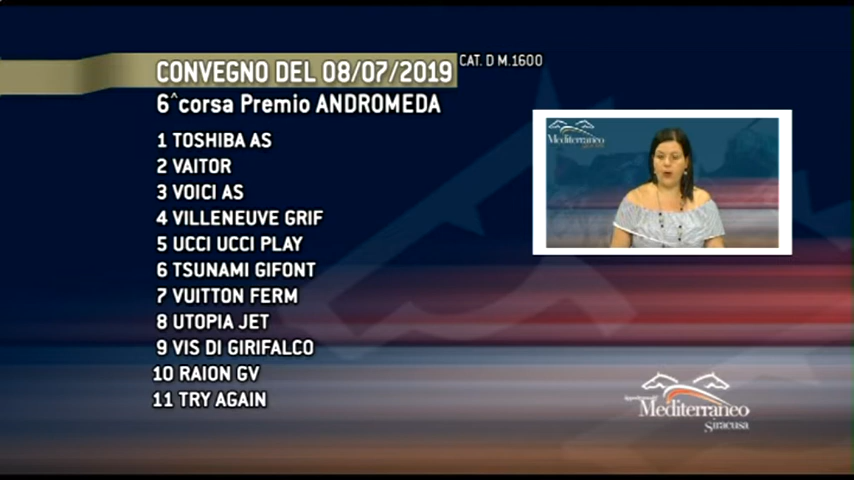 CONVEGNO DEL 08/07/2019
CAT. D M.1600
6^corsa Premio ANDROMEDA
1 TOSHIBA AS
2 VAITOR
3 VOICI AS
4 VILLENEUVE GRIF
5 UCCI UCCI PLAY
6 TSUNAMI GIFONT
7 VUITTON FERM
8 UTOPIA JET
9 VIS DI GIRIFALCO
10 RAION GV
11 TRY AGAIN
Mediterraneo
Mediterraneo
Siracusa